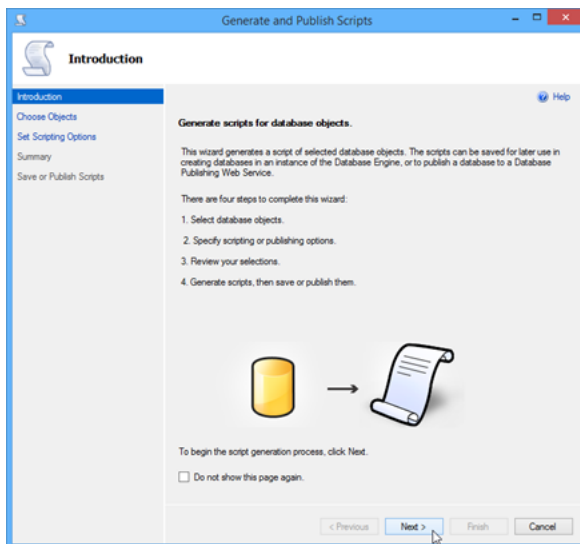 Generate and Publish Scripts
Introduction
Introduction
Choose Objects
Set Scripting Options
Summary
Save or Publish Scripts
Help
Generate scripts for database objects.
This wizard generates a script of selected database objects. The scripts can be saved for later use in
creating databases in an instance of the Database Engine, or to publish a database to a Database
Publishing Web Service.
There are four steps to complete this wizard:
1. Select database objects.
2. Specify scripting or publishing options.
3. Review your selections.
4. Generate scripts, then save or publish them.
To begin the script generation process, click Next.
Do not show this page again.
< Previous
Next >
Finish
Cancel